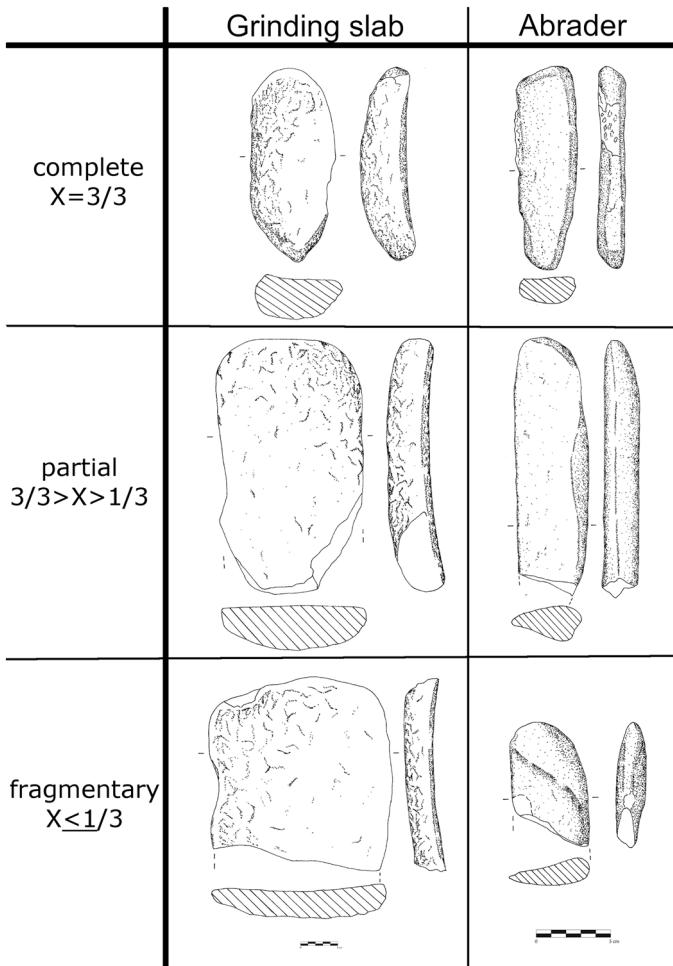 Grinding slab
Abrader
complete
X=3/3
partial
3/3>X>1/3
fragmentary
X<1/3
0 5 cm